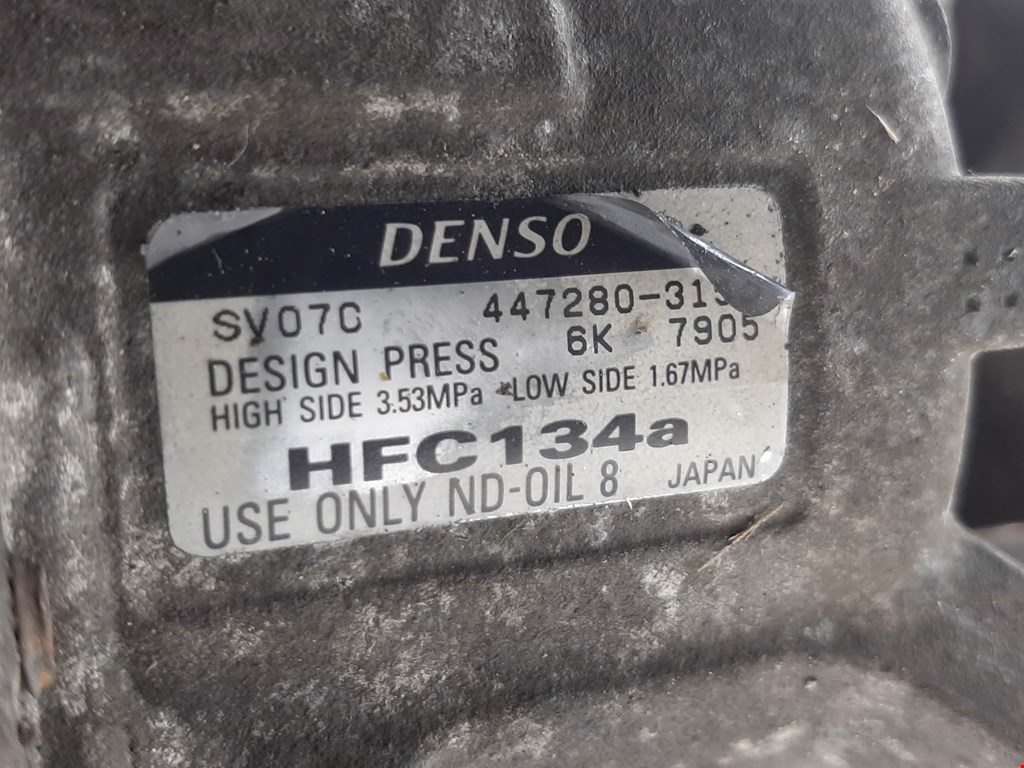 DENSO
SV07C 447280-31
6K 7905
DESIGN PRESS
HIGH SIDE 3.53MPa LOW SIDE 1.67MPa
HFC134a
USE ONLY ND-OIL 8 JAPAN